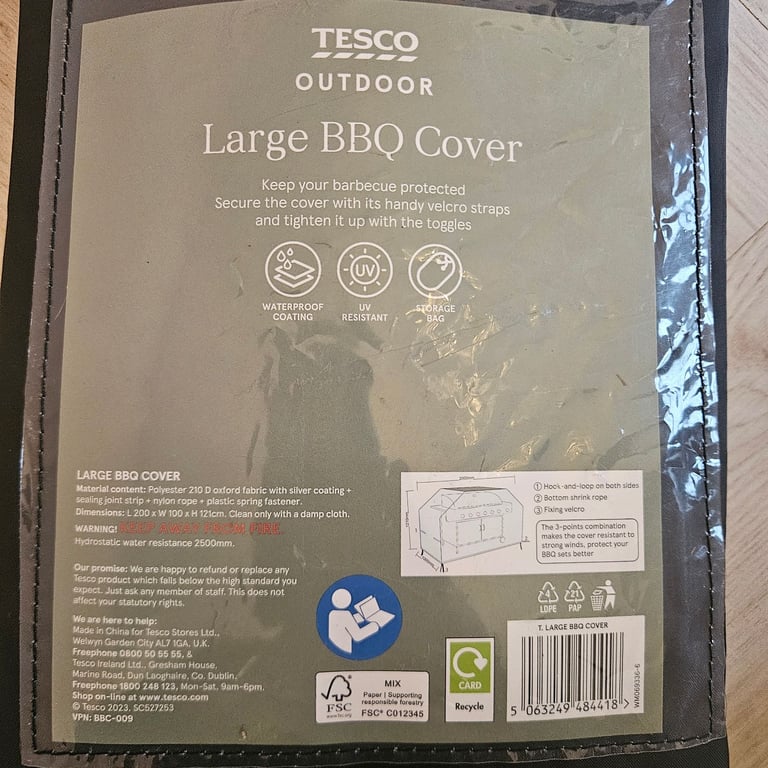 TESCO
OUTDOOR
Large BBQ Cover
Keep your barbecue protected
Secure the cover with its handy velcro straps
and tighten it up with the toggles
WATERPROOF
COATING
UV
UV
RESISTANT
STORAGE
BAG
LARGE BBQ COVER
Material content: Polyester 210 D oxford fabric with silver coating +
sealing joint strip + nylon rope + plastic spring fastener.
Dimensions: L 200 x W 100 x H 121cm. Clean only with a damp cloth.
WARNING! KEEP AWAY FROM FIRE.
Hydrostatic water resistance 2500mm.
Our promise: We are happy to refund or replace any
Tesco product which falls below the high standard you
expect. Just ask any member of staff. This does not
affect your statutory rights.
We are here to help:
Made in China for Tesco Stores Ltd.,
Welwyn Garden City AL7 1GA, U.K.
Freephone 0800 50 55 55, &
Tesco Ireland Ltd., Gresham House,
Marine Road, Dun Laoghaire, Co. Dublin.
Freephone 1800 248 123, Mon-Sat. 9am-6pm.
Shop on-line at www.tesco.com
© Tesco 2023. SC527253
VPN: BBC-009
① Hook-and-loop on both sides
② Bottom shrink rope
③ Fixing velcro
The 3-points combination
makes the cover resistant to
strong winds, protect your
BBQ sets better
4
LDPE
21
PAP
FSC
www.fsc.org
MIX
Paper | Supporting
responsible forestry
FSC® C012345
CARD
Recycle
T. LARGE BBQ COVER
5 063249 484418 >
WM069336-6